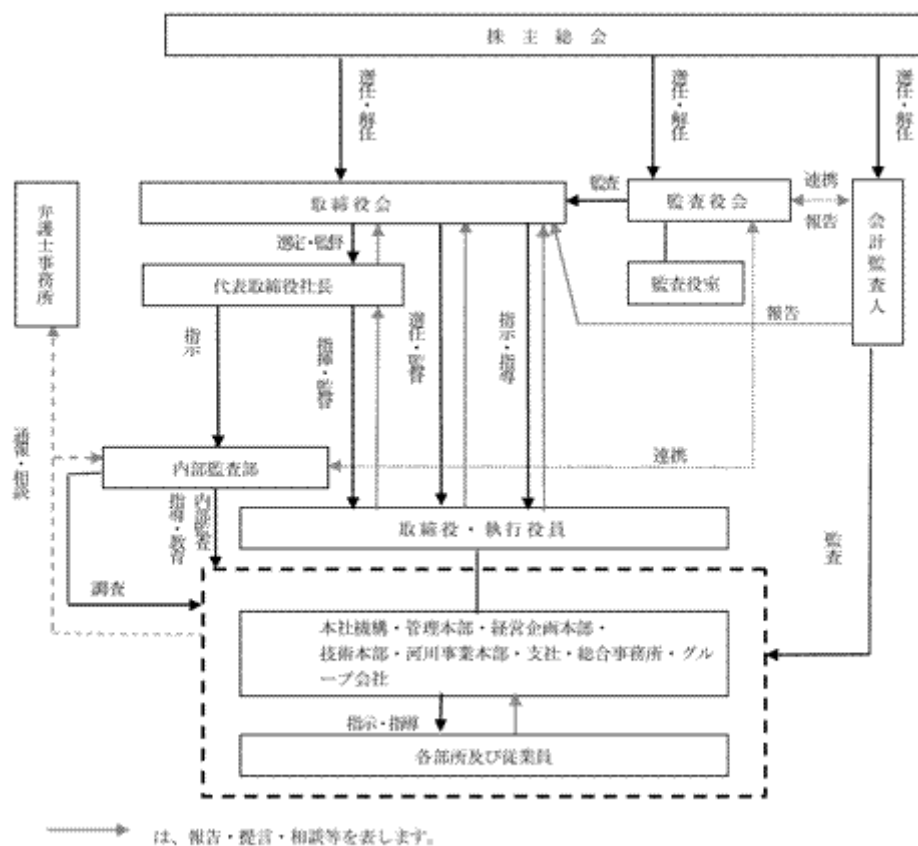 株主総会
選任・解任
選任・解任
選任・解任
弁護士事務所
取締役会
監査
監査役会
連携
報告
会計監査人
選定・監督
代表取締役社長
監査役室
報告
指示
指揮・監督
選任・監督
指示・指導
通報・相談
内部監査部
連携
内部監査
指導・教育
取締役・執行役員
監査
調査
本社機構・管理本部・経営企画本部・
技術本部・河川事業本部・支社・総合事務所・グル
ープ会社
指示・指導
各部所及び従業員
は、報告・提言・相談等を表します。